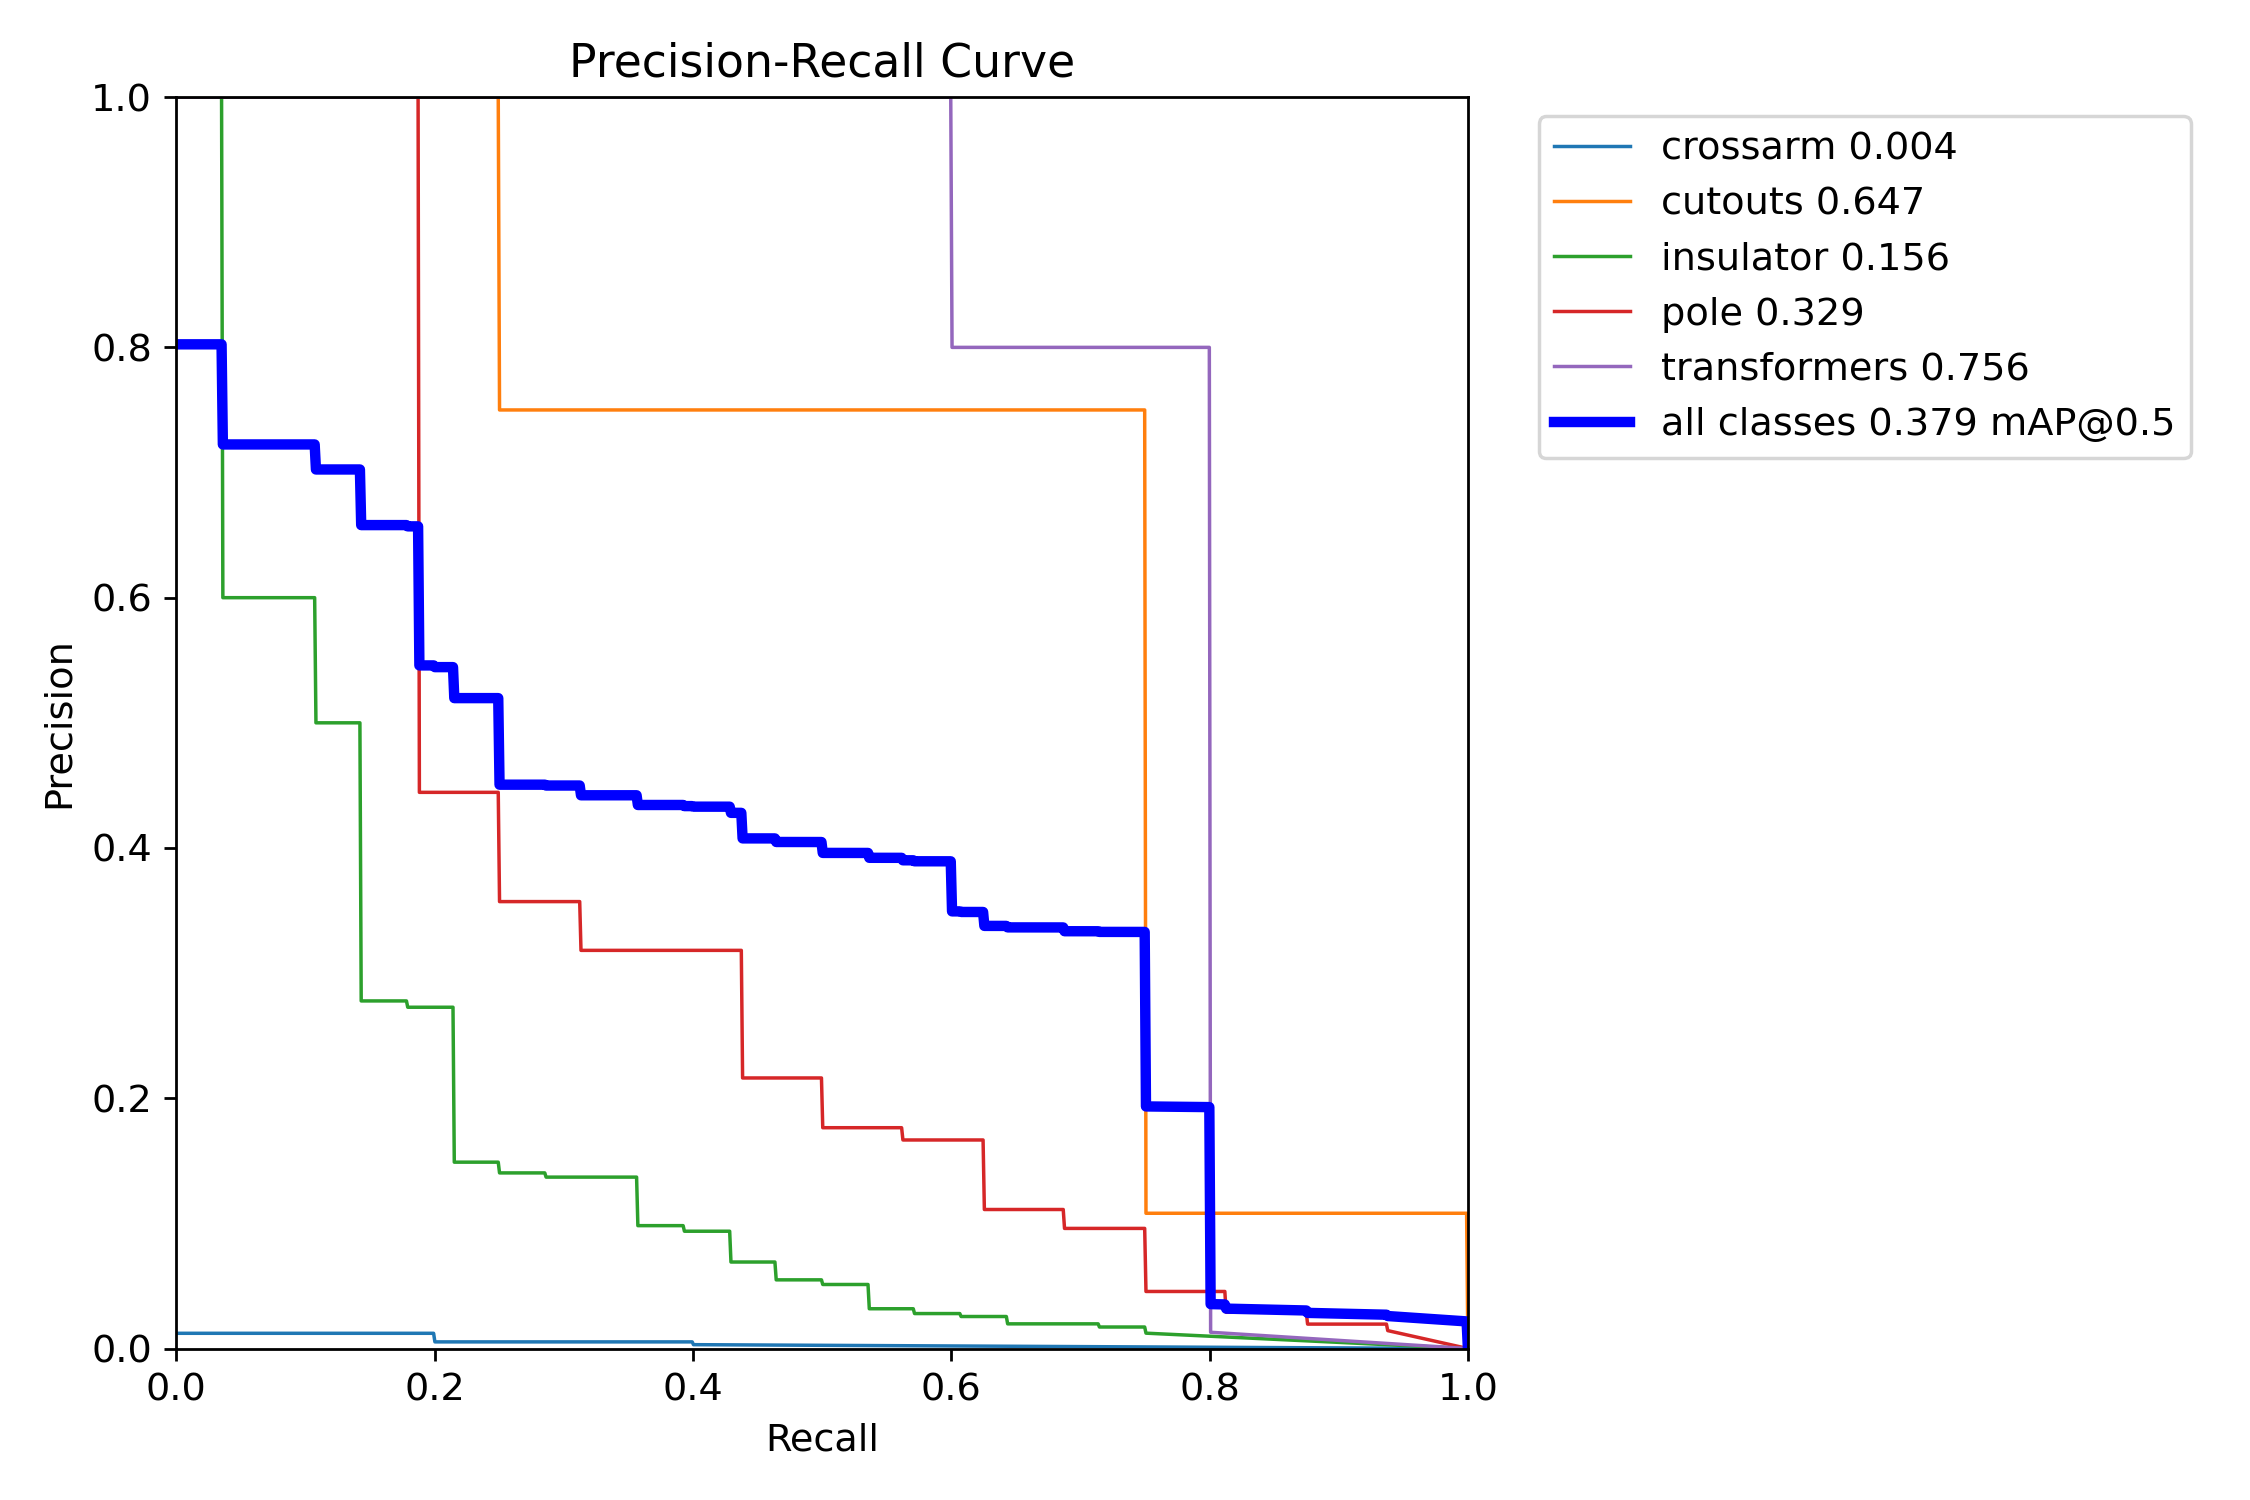 Precision-Recall Curve
1.0
0.8
0.6
0.4
0.2
0.0
Precision
0.0 0.2 0.4 0.6 0.8 1.0
Recall
crossarm 0.004
cutouts 0.647
insulator 0.156
pole 0.329
transformers 0.756
all classes 0.379 mAP@0.5